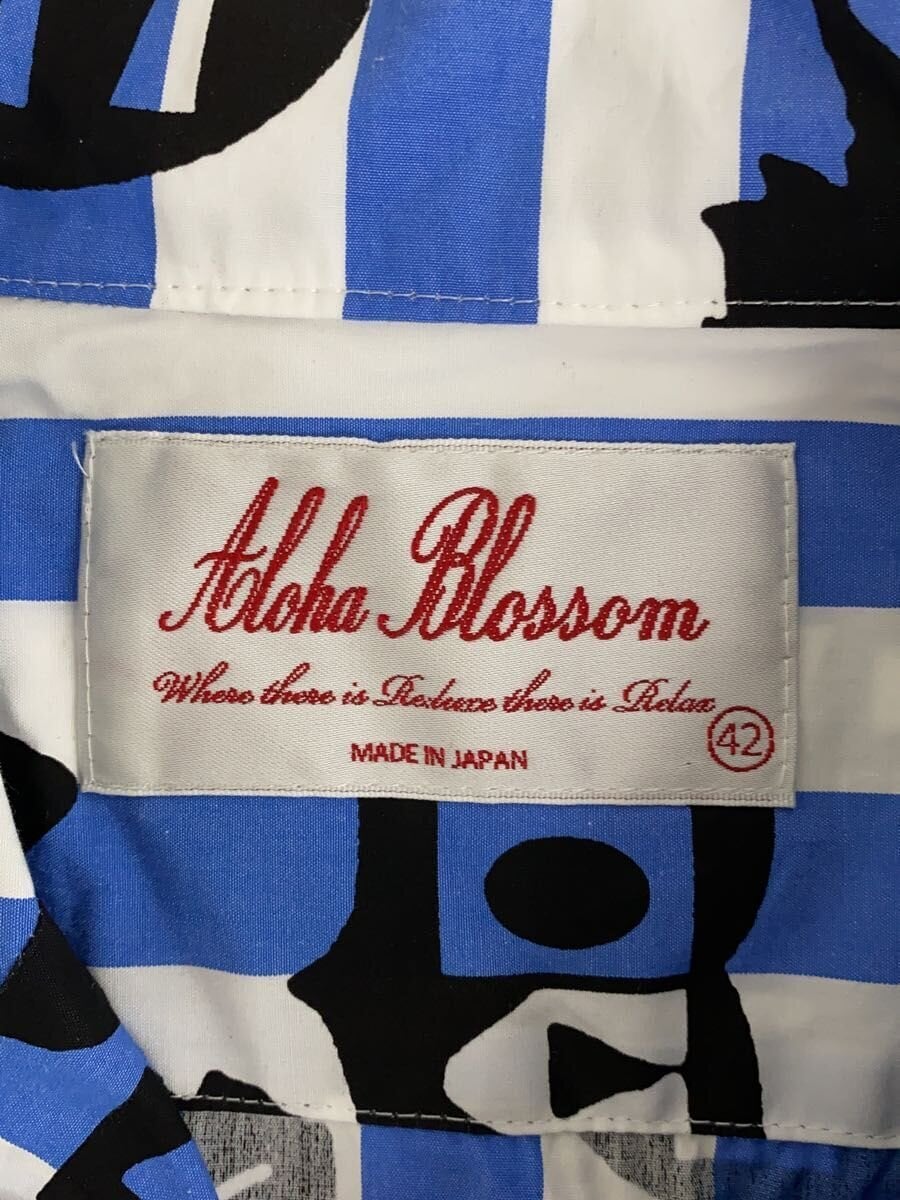 Aloha Blossom
Where there is Reluxe there is Relax
MADE IN JAPAN
42